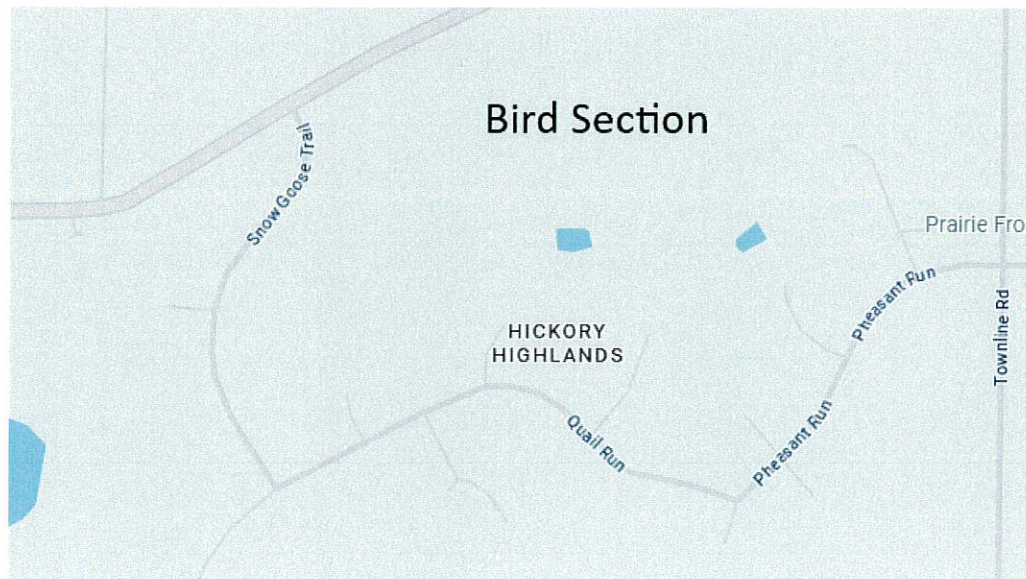 Bird Section
Snow Goose Trail
Prairie Fro
Pheasant Run
HICKORY
HIGHLANDS
Townline Rd
Quail Run
Pheasant Run